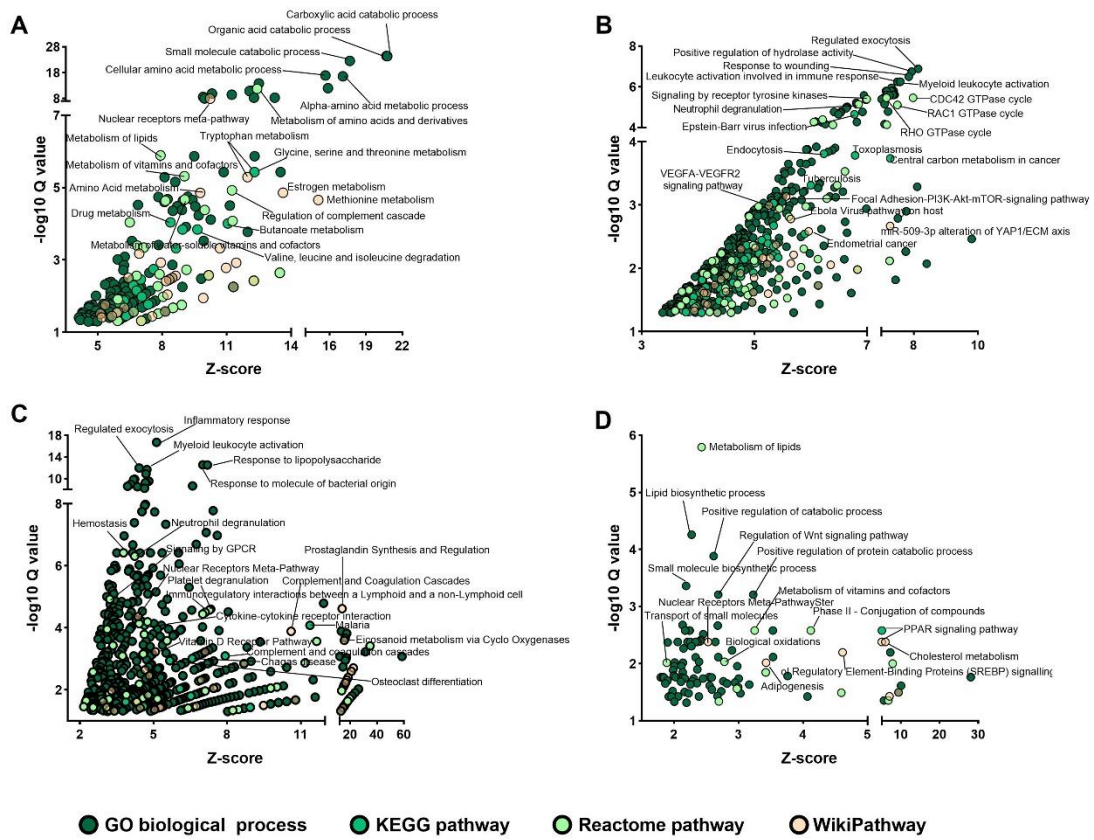 A
Carboxylic acid catabolic process
Organic acid catabolic process
Small molecule catabolic process
Cellular amino acid metabolic process
Alpha-amino acid metabolic process
Metabolism of amino acids and derivatives
Nuclear receptors meta-pathway
Tryptophan metabolism
Metabolism of lipids
Glycine, serine and threonine metabolism
Metabolism of vitamins and cofactors
Amino Acid metabolism
Estrogen metabolism
Methionine metabolism
Drug metabolism
Regulation of complement cascade
Butanoate metabolism
Metabolism of water-soluble vitamins and cofactors
Valine, leucine and isoleucine degradation
28
18
8
7
5
3
1
-log10 Q value
5
8
11
14
18
22
Z-score
B
Regulated exocytosis
Positive regulation of hydrolase activity
Response to wounding
Leukocyte activation involved in immune response
Myeloid leukocyte activation
Signaling by receptor tyrosine kinases
CDC42 GTPase cycle
Neutrophil degranulation
RAC1 GTPase cycle
Epstein-Barr virus infection
RHO GTPase cycle
Endocytosis
Toxoplasmosis
Central carbon metabolism in cancer
VEGFA-VEGFR2
signaling pathway
Tuberculosis
Focal Adhesion-PI3K-Akt-mTOR-signaling pathway
Ebola Virus pathway on host
miR-509-3p alteration of YAP1/ECM axis
Endometrial cancer
8
6
4
4
3
2
1
-log10 Q value
3
5
7
8
10
Z-score
C
Inflammatory response
Regulated exocytosis
Myeloid leukocyte activation
Response to lipopolysaccharide
Response to molecule of bacterial origin
Hemostasis
Neutrophil degranulation
Signaling by GPCR
Prostaglandin Synthesis and Regulation
Nuclear Receptors Meta-Pathway
Platelet degranulation
Complement and Coagulation Cascades
Immunoregulatory interactions between a Lymphoid and a non-Lymphoid cell
Cytokine-cytokine receptor interaction
Malaria
Vitamin D Receptor Pathway
Eicosanoid metabolism via Cyclo Oxygenases
Complement and coagulation cascades
Chagas disease
Osteoclast differentiation
18
14
10
8
6
4
2
-log10 Q value
2
5
8
11
20
40
60
Z-score
D
Metabolism of lipids
Lipid biosynthetic process
Positive regulation of catabolic process
Regulation of Wnt signaling pathway
Positive regulation of protein catabolic process
Small molecule biosynthetic process
Metabolism of vitamins and cofactors
Nuclear Receptors Meta-PathwaySter
Phase II - Conjugation of compounds
Transport of small molecules
PPAR signaling pathway
Biological oxidations
Cholesterol metabolism
ol Regulatory Element-Binding Proteins (SREBP) signalling
Adipogenesis
6
5
4
3
2
1
-log10 Q value
2
3
4
5
10
20
30
Z-score
GO biological process
KEGG pathway
Reactome pathway
WikiPathway